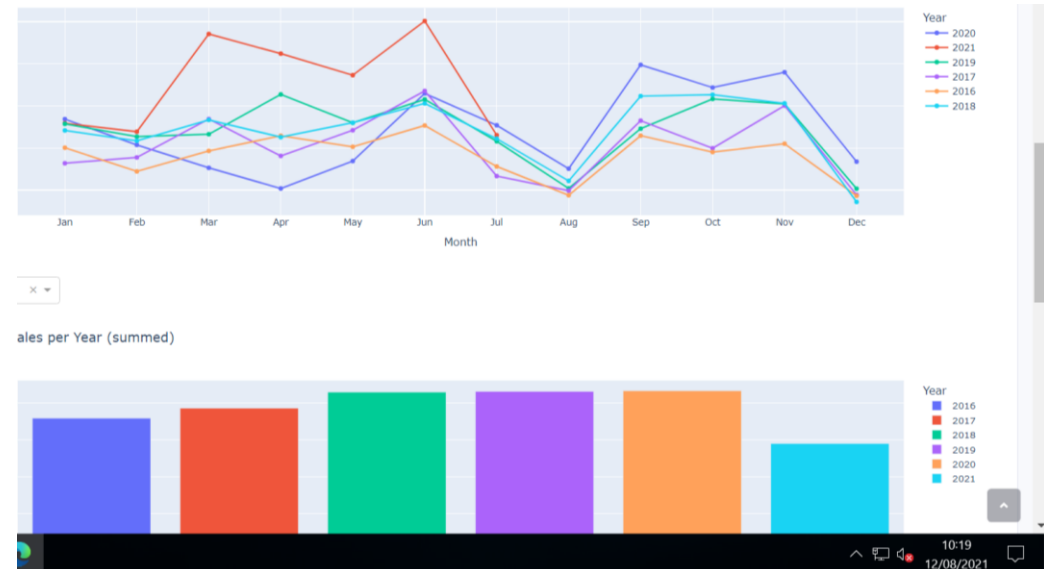 Year
2020
2021
2019
2017
2016
2018
Jan Feb Mar Apr May Jun Jul Aug Sep Oct Nov Dec
Month
ales per Year (summed)
Year
2016
2017
2018
2019
2020
2021
10:19
12/08/2021